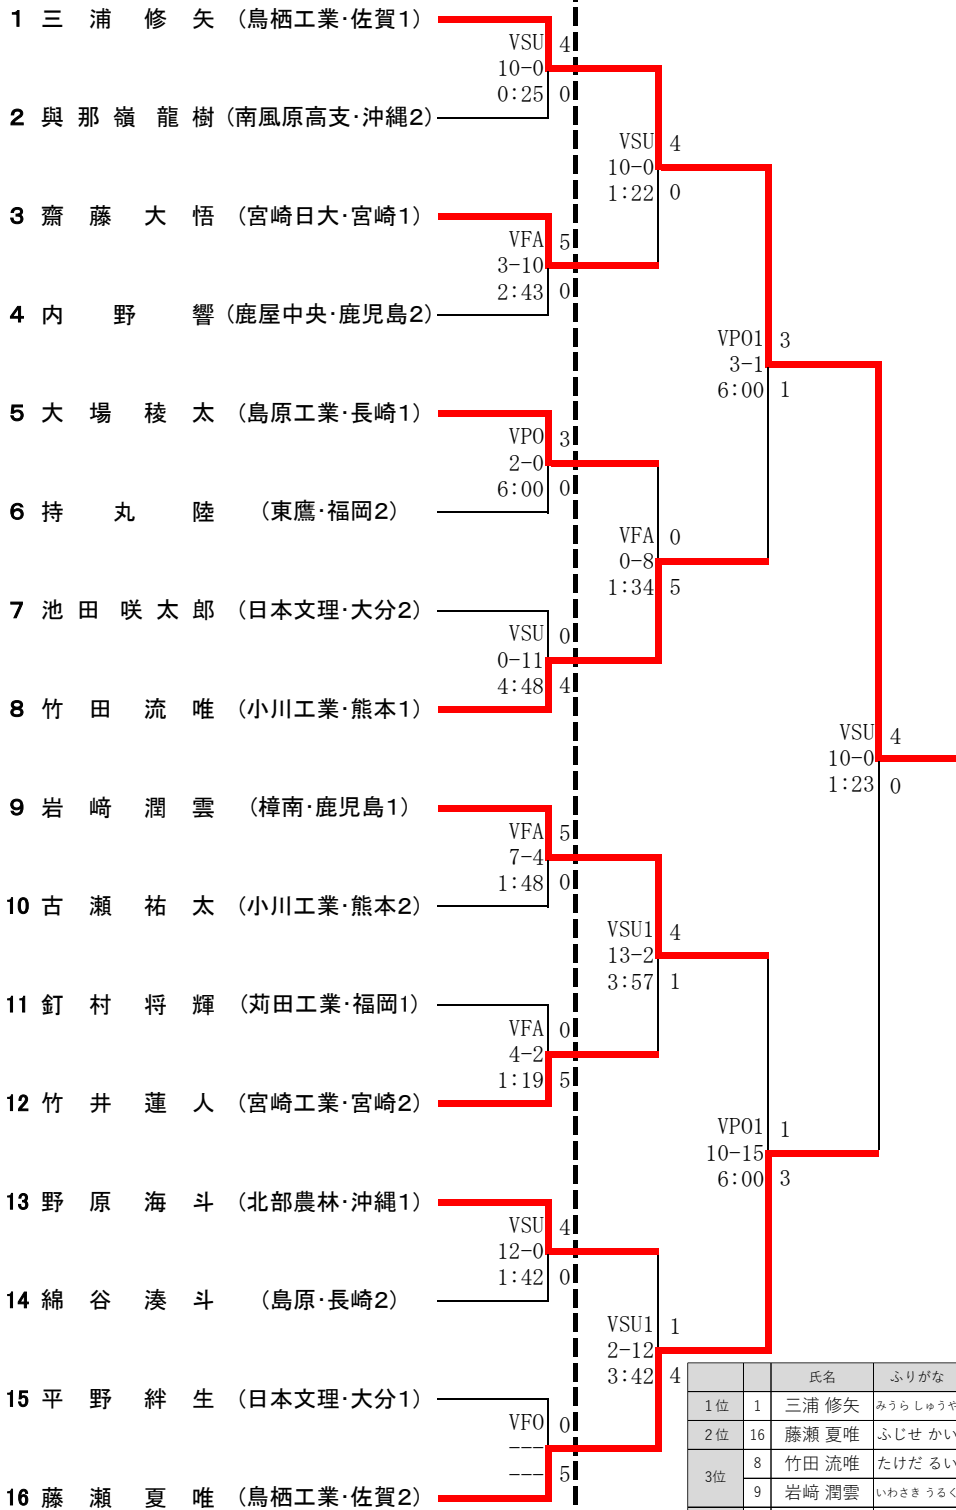 1 三浦修矢 (鳥栖工業・佐賀1)
VSU 4
10-0
0:25 0
2 與那嶺龍樹 (南風原高支・沖縄2)
VSU 4
10-0
1:22 0
3 齋藤大悟 (宮崎日大・宮崎1)
VFA 5
3-10
2:43 0
4 内野響 (鹿屋中央・鹿児島2)
VPO1 3
3-1
6:00 1
5 大場稜太 (島原工業・長崎1)
VPO 3
2-0
6:00 0
6 持丸陸 (東鷹・福岡2)
VFA 0
0-8
1:34 5
7 池田咲太郎 (日本文理・大分2)
VSU 0
0-11
4:48 4
8 竹田流唯 (小川工業・熊本1)
VSU 4
10-0
1:23 0
9 岩﨑潤雲 (樟南・鹿児島1)
VFA 5
7-4
1:48 0
10 古瀬祐太 (小川工業・熊本2)
VSU1 4
13-2
3:57 1
11 釘村将輝 (苅田工業・福岡1)
VFA 0
4-2
1:19 5
12 竹井蓮人 (宮崎工業・宮崎2)
VPO1 1
10-15
6:00 3
13 野原海斗 (北部農林・沖縄1)
VSU 4
12-0
1:42 0
14 綿谷湊斗 (島原・長崎2)
VSU1 1
2-12
3:42 4
15 平野絆生 (日本文理・大分1)
VFO 0
---
--- 5
16 藤瀬夏唯 (鳥栖工業・佐賀2)
氏名 ふりがな
1位 1 三浦 修矢 みうら しゅうや
2位 16 藤瀬 夏唯 ふじせ かい
3位 8 竹田 流唯 たけだ るい
9 岩﨑 潤雲 いわさき うるく